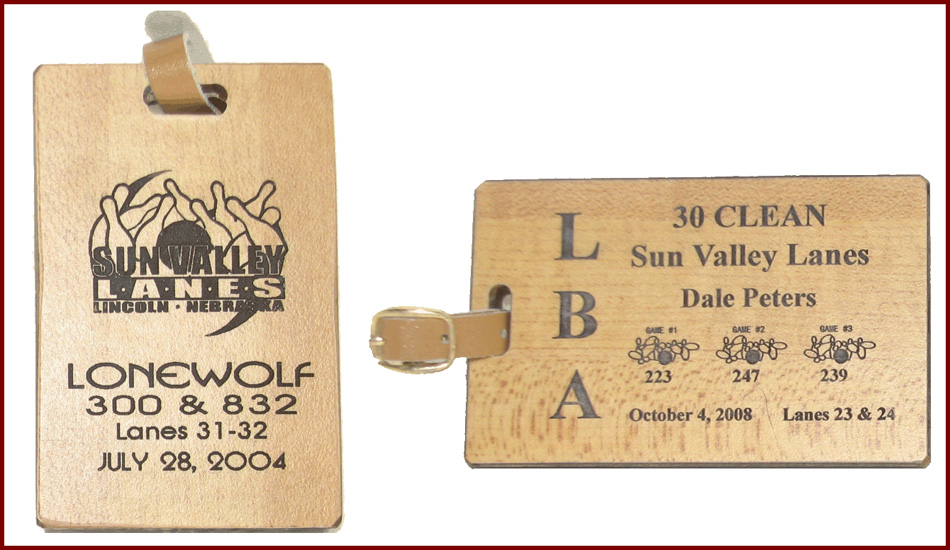 SUN VALLEY
LANES
LINCOLN • NEBRASKA
LONEWOLF
300 & 832
Lanes 31-32
JULY 28, 2004
L
B
A
30 CLEAN
Sun Valley Lanes
Dale Peters
GAME #1 GAME #2 GAME #3
223 247 239
October 4, 2008 Lanes 23 & 24